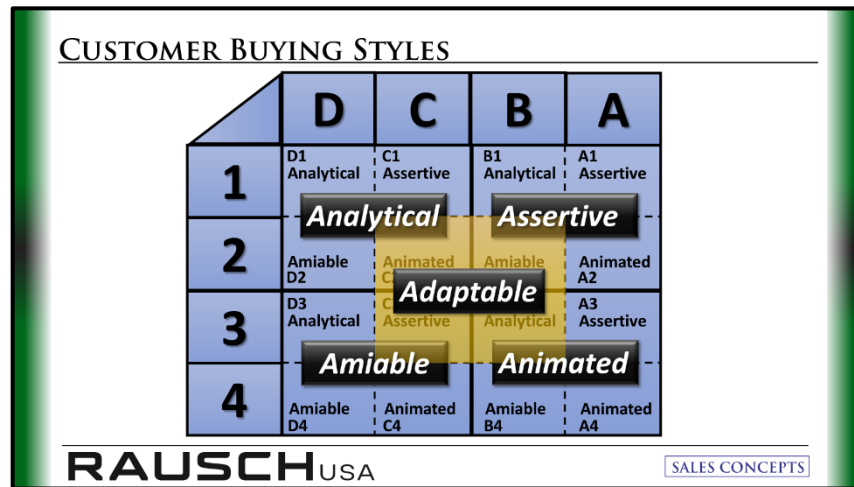 CUSTOMER BUYING STYLES
D C B A
1
D1 C1 B1 A1
Analytical Assertive Analytical Assertive
Analytical Assertive
2
Amiable Animated Amiable Animated
D2 A2
Adaptable
3
D3 A3
Analytical Assertive Analytical Assertive
Amiable Animated
4
Amiable Animated Amiable Animated
D4 C4 B4 A4
RAUSCH USA
SALES CONCEPTS